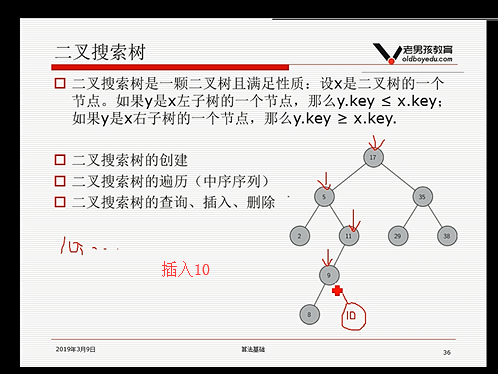 二叉搜索树
老男孩教育
oldboyedu.com
二叉搜索树是一颗二叉树且满足性质：设x是二叉树的一个
节点。如果y是x左子树的一个节点，那么y.key ≤ x.key；
如果y是x右子树的一个节点，那么y.key ≥ x.key.
二叉搜索树的创建
二叉搜索树的遍历（中序序列）
二叉搜索树的查询、插入、删除
17
5
35
2
11
29
38
9
8
10
插入10
2019年3月9日
算法基础
36